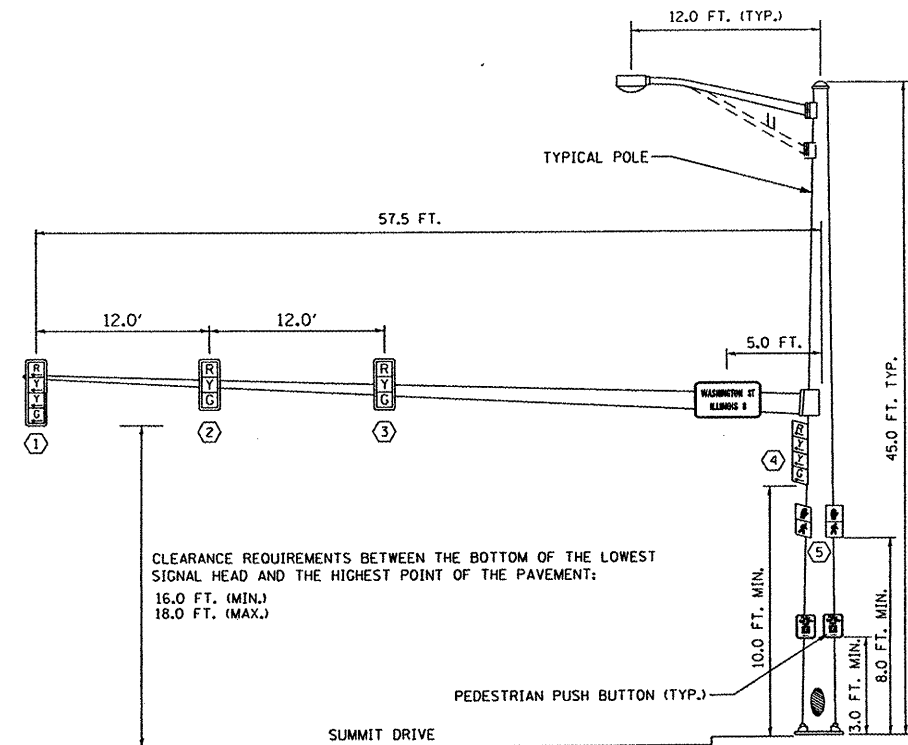 12.0 FT. (TYP.)
TYPICAL POLE
57.5 FT.
12.0'
12.0'
5.0 FT.
R
Y
Y
G
R
Y
G
R
Y
G
WASHINGTON ST
ILLINOIS 8
1
2
3
R
Y
Y
G
4
45.0 FT. TYP.
5
CLEARANCE REQUIREMENTS BETWEEN THE BOTTOM OF THE LOWEST
SIGNAL HEAD AND THE HIGHEST POINT OF THE PAVEMENT:
16.0 FT. (MIN.)
18.0 FT. (MAX.)
10.0 FT. MIN.
8.0 FT. MIN.
3.0 FT. MIN.
PEDESTRIAN PUSH BUTTON (TYP.)
SUMMIT DRIVE